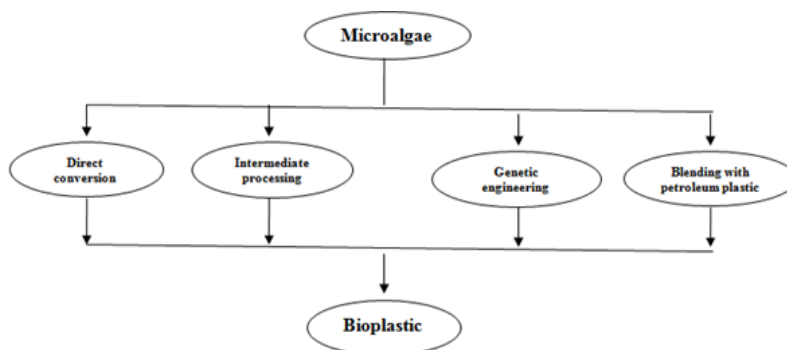 Microalgae
Direct
conversion
Intermediate
processing
Genetic
engineering
Blending with
petroleum plastic
Bioplastic